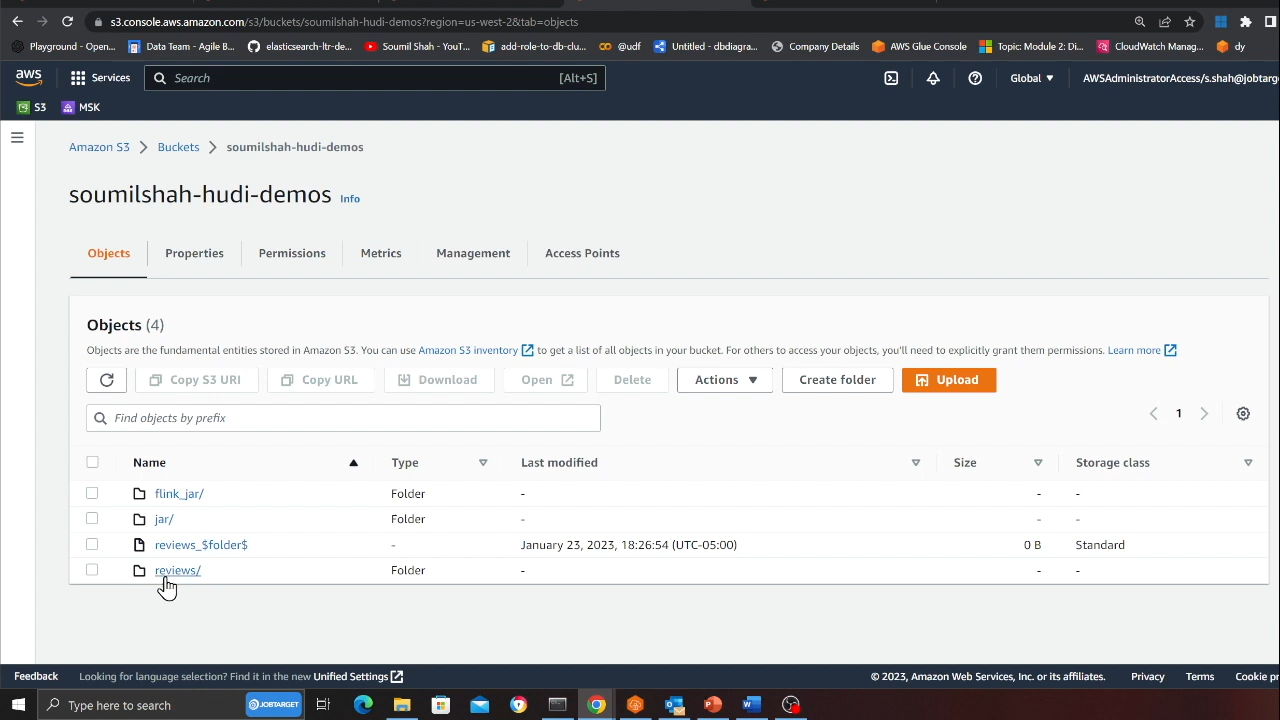 s3.console.aws.amazon.com/s3/buckets/soumilshah-hudi-demos?region=us-west-2&tab=objects
Playground - Open... Data Team - Agile B... elasticsearch-ltr-de... Soumil Shah - YouT... add-role-to-db-clu... @udf Untitled - dbdiagra... Company Details AWS Glue Console Topic: Module 2: Di... CloudWatch Manag... dy
aws Services Search [Alt+S] Global AWSAdministratorAccess/s.shah@jobtarge
S3 MSK
Amazon S3 Buckets soumilshah-hudi-demos
soumilshah-hudi-demos Info
Objects Properties Permissions Metrics Management Access Points
Objects (4)
Objects are the fundamental entities stored in Amazon S3. You can use Amazon S3 inventory to get a list of all objects in your bucket. For others to access your objects, you'll need to explicitly grant them permissions. Learn more
Copy S3 URI Copy URL Download Open Delete Actions Create folder Upload
Find objects by prefix 1
Name Type Last modified Size Storage class
flink_jar/ Folder - - -
jar/ Folder - - -
reviews_$folder$ - January 23, 2023, 18:26:54 (UTC-05:00) 0 B Standard
reviews/ Folder - - -
Feedback Looking for language selection? Find it in the new Unified Settings © 2023, Amazon Web Services, Inc. or its affiliates. Privacy Terms Cookie pr
Type here to search JOBTARGET